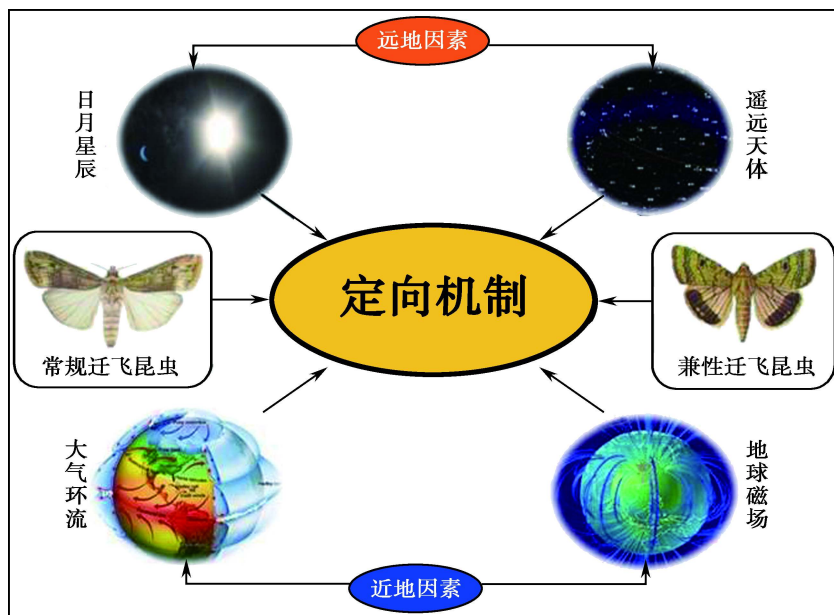 远地因素
日月星辰
遥远天体
定向机制
常规迁飞昆虫
兼性迁飞昆虫
大气环流
地球磁场
近地因素